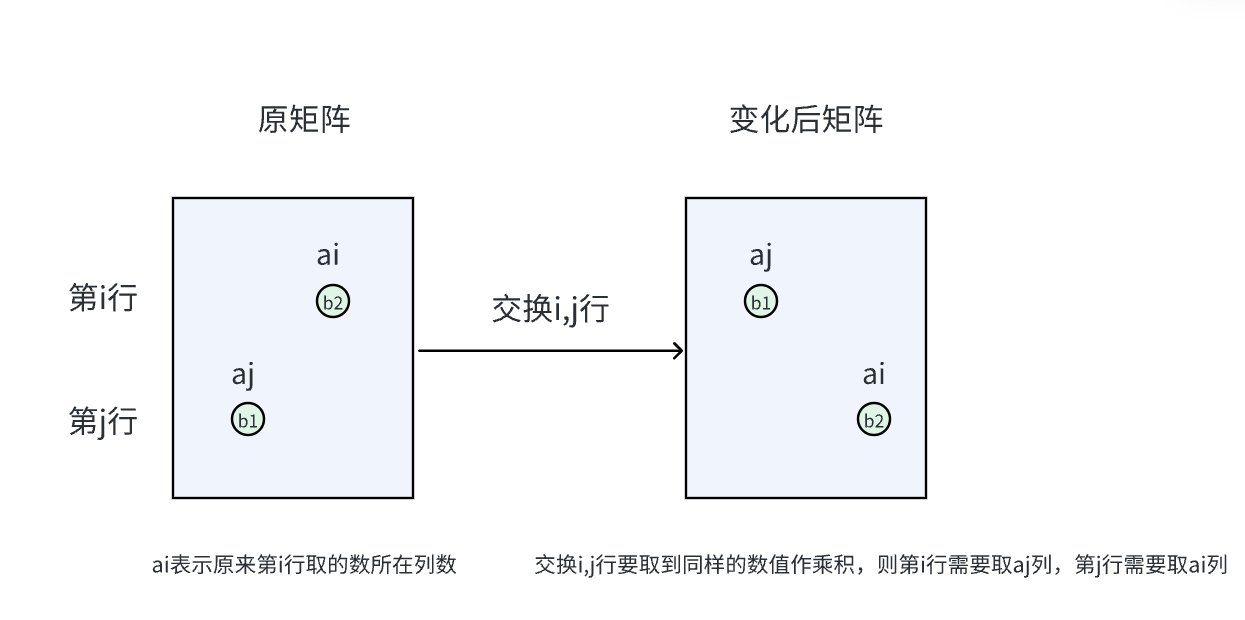 原矩阵
变化后矩阵
ai
aj
第i行
b2
b1
交换i,j行
aj
ai
第j行
b1
b2
ai表示原来第i行取的数所在列数
交换i,j行要取到同样的数值作乘积，则第i行需要取aj列，第j行需要取ai列